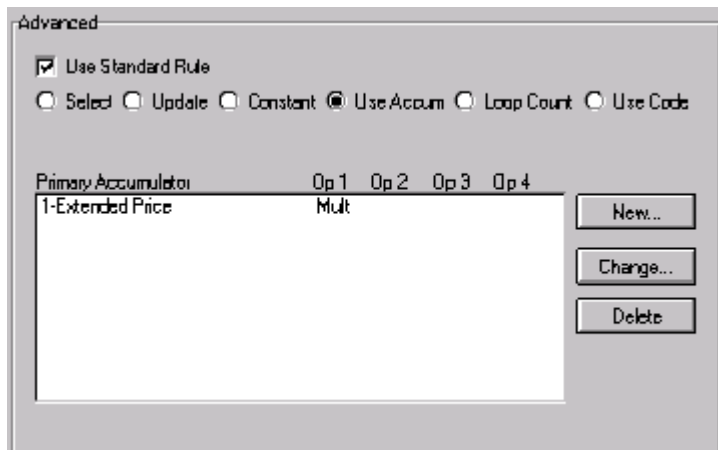 Advanced
Use Standard Rule
Select Update Constant Use Accum Loop Count Use Code
Primary Accumulator Op 1 Op 2 Op 3 Op 4
1-Extended Price Mult
New...
Change...
Delete